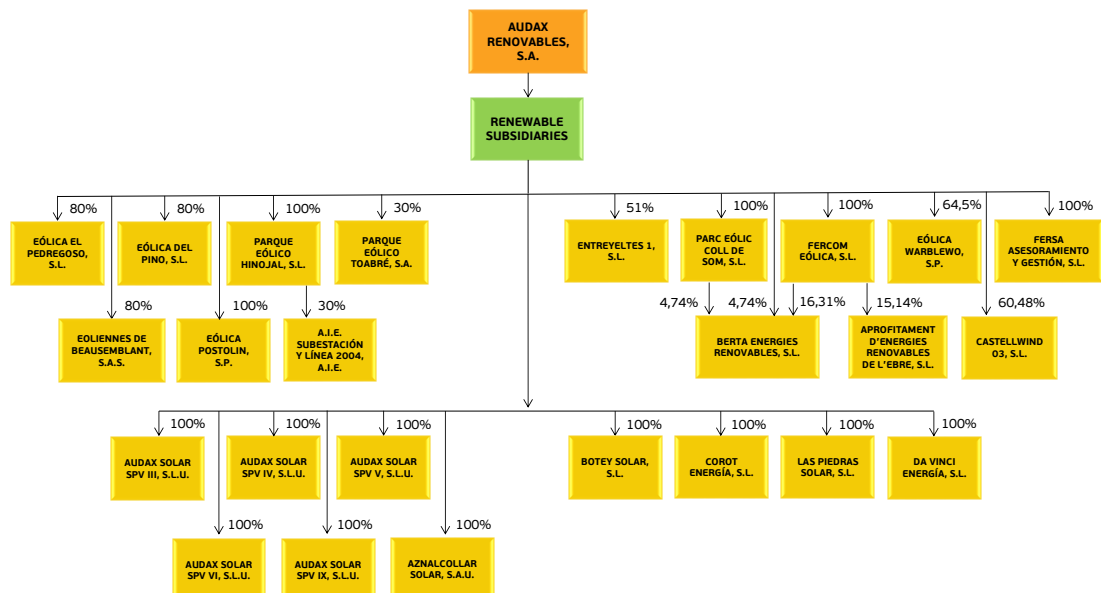 AUDAX
RENOVABLES,
S.A.
RENEWABLE
SUBSIDIARIES
80%
80%
100%
30%
51%
100%
100%
64,5%
100%
EÓLICA EL
PEDREGOSO,
S.L.
EÓLICA DEL
PINO, S.L.
PARQUE
EÓLICO
HINOJAL, S.L.
PARQUE
EÓLICO
TOABRÉ, S.A.
ENTREYELTES 1,
S.L.
PARC EÓLIC
COLL DE
SOM, S.L.
FERCOM
EÓLICA, S.L.
EÓLICA
WARBLEWO,
S.P.
FERSA
ASESORAMIENTO
Y GESTIÓN, S.L.
80%
100%
30%
4,74%
4,74%
16,31%
15,14%
60,48%
EOLIENNES DE
BEAUSEMBLANT,
S.A.S.
EÓLICA
POSTOLIN,
S.P.
A.I.E.
SUBESTACIÓN
Y LÍNEA 2004,
A.I.E.
BERTA ENERGIES
RENOVABLES, S.L.
APROFITAMENT
D'ENERGIES
RENOVABLES
DE L'EBRE, S.L.
CASTELLWIND
03, S.L.
100%
100%
100%
100%
100%
100%
100%
AUDAX SOLAR
SPV III, S.L.U.
AUDAX SOLAR
SPV IV, S.L.U.
AUDAX SOLAR
SPV V, S.L.U.
BOTEY SOLAR,
S.L.
COROT
ENERGÍA, S.L.
LAS PIEDRAS
SOLAR, S.L.
DA VINCI
ENERGÍA, S.L.
100%
100%
100%
AUDAX SOLAR
SPV VI, S.L.U.
AUDAX SOLAR
SPV IX, S.L.U.
AZNALCOLLAR
SOLAR, S.A.U.